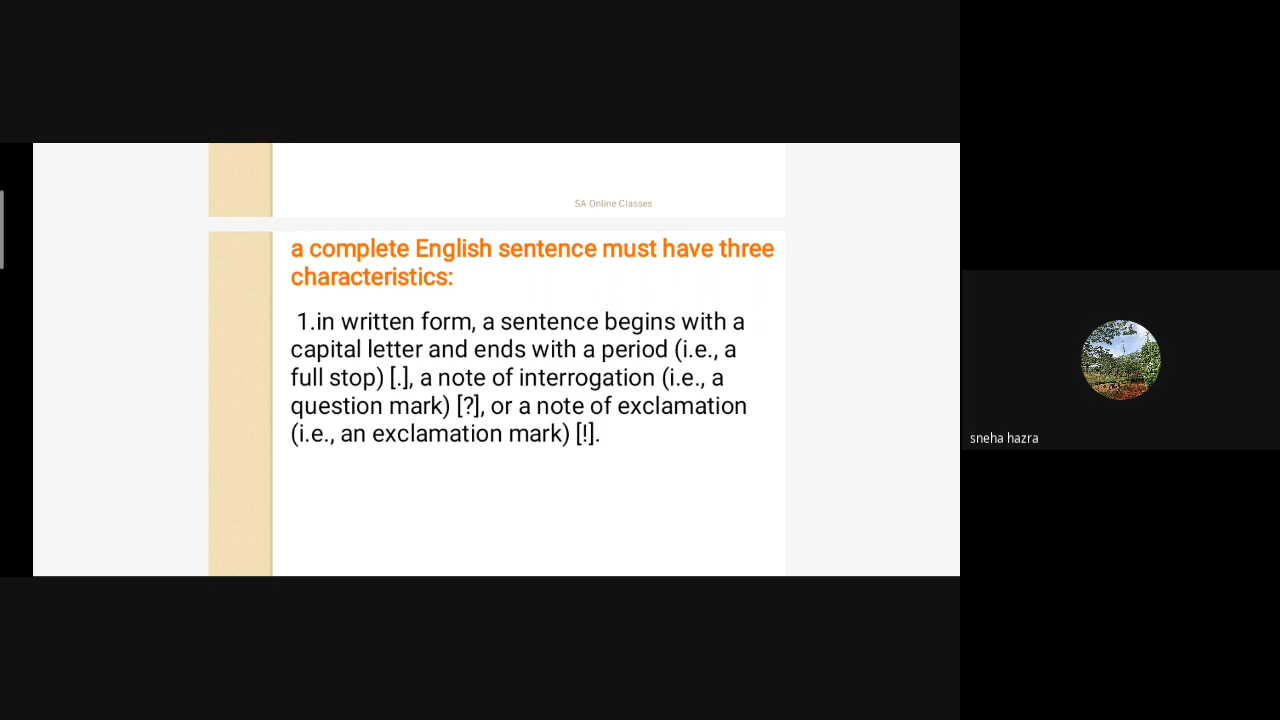 SA Online Classes
a complete English sentence must have three
characteristics:
1.in written form, a sentence begins with a
capital letter and ends with a period (i.e., a
full stop) [.], a note of interrogation (i.e., a
question mark) [?], or a note of exclamation
(i.e., an exclamation mark) [!].
sneha hazra